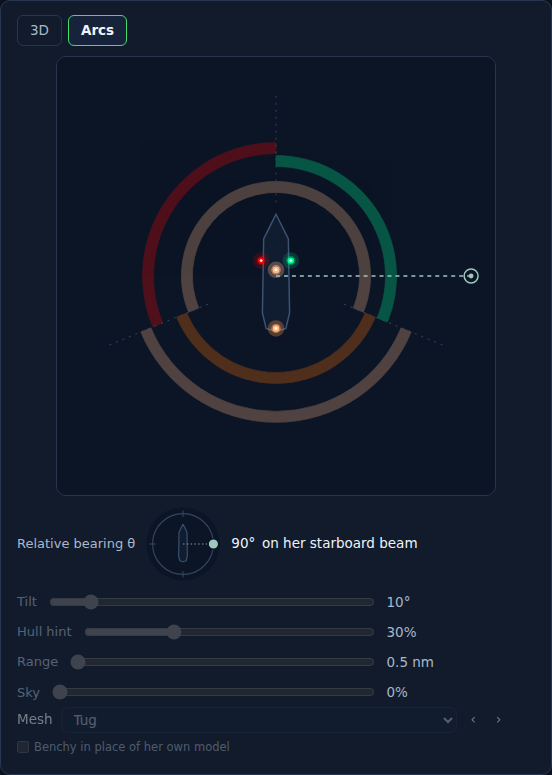 3D Arcs
Relative bearing θ 90° on her starboard beam
Tilt 10°
Hull hint 30%
Range 0.5 nm
Sky 0%
Mesh Tug ‹ ›
Benchy in place of her own model